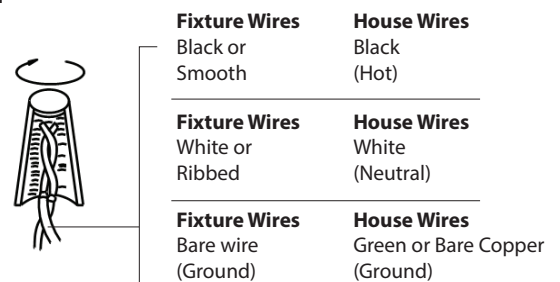 Fixture Wires House Wires
Black or Black
Smooth (Hot)
Fixture Wires House Wires
White or White
Ribbed (Neutral)
Fixture Wires House Wires
Bare wire Green or Bare Copper
(Ground) (Ground)